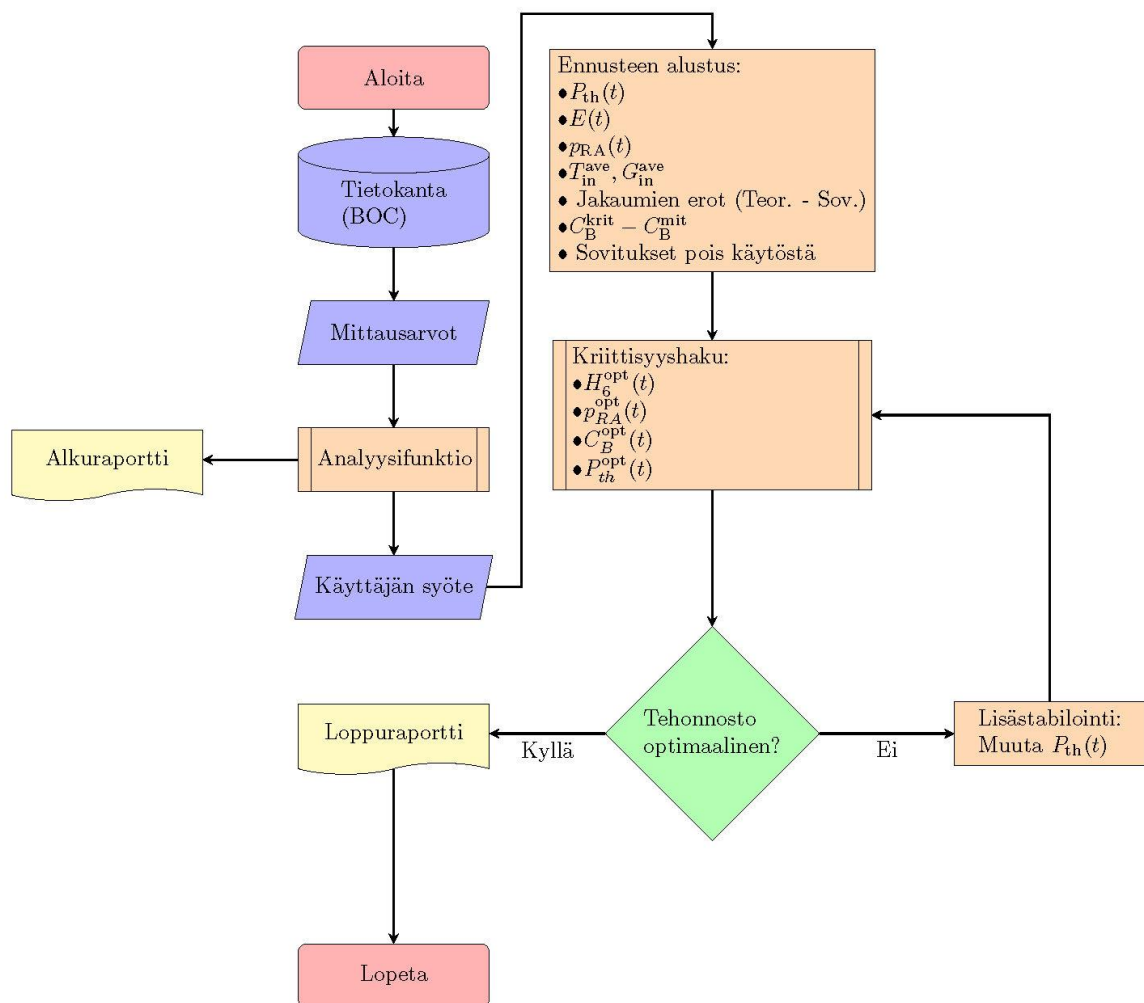 Aloita
Tietokanta
(BOC)
Mittausarvot
Analyysifunktio
Alkuraportti
Käyttäjän syöte
Ennusteen alustus:
● P_th(t)
● E(t)
● p_RA(t)
● T_in^ave, G_in^ave
● Jakaumien erot (Teor. - Sov.)
● C_B^krit − C_B^mit
● Sovitukset pois käytöstä
Kriittisyyshaku:
● H_6^opt(t)
● p_RA^opt(t)
● C_B^opt(t)
● P_th^opt(t)
Tehonnosto
optimaalinen?
Kyllä
Ei
Lisästabilointi:
Muuta P_th(t)
Loppuraportti
Lopeta